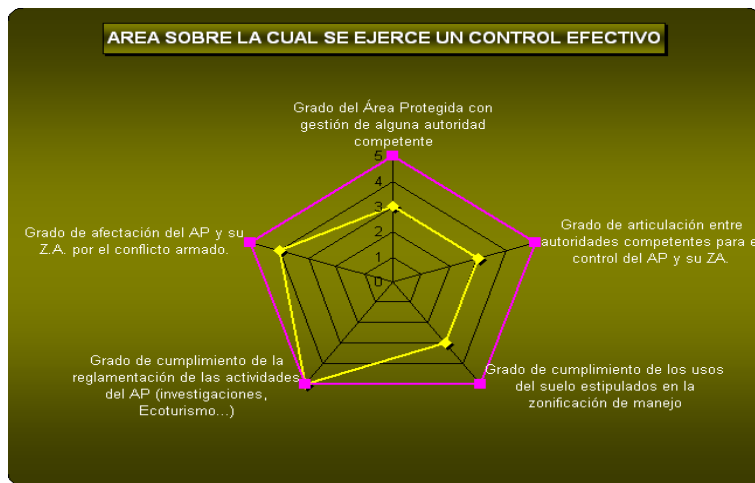 AREA SOBRE LA CUAL SE EJERCE UN CONTROL EFECTIVO
Grado del Área Protegida con
gestión de alguna autoridad
competente
5
4
3
2
1
0
Grado de articulación entre
autoridades competentes para e
control del AP y su ZA.
Grado de cumplimiento de los usos
del suelo estipulados en la
zonificación de manejo
Grado de cumplimiento de la
reglamentación de las actividades
del AP (investigaciones,
Ecoturismo...)
Grado de afectación del AP y su
Z.A. por el conflicto armado.